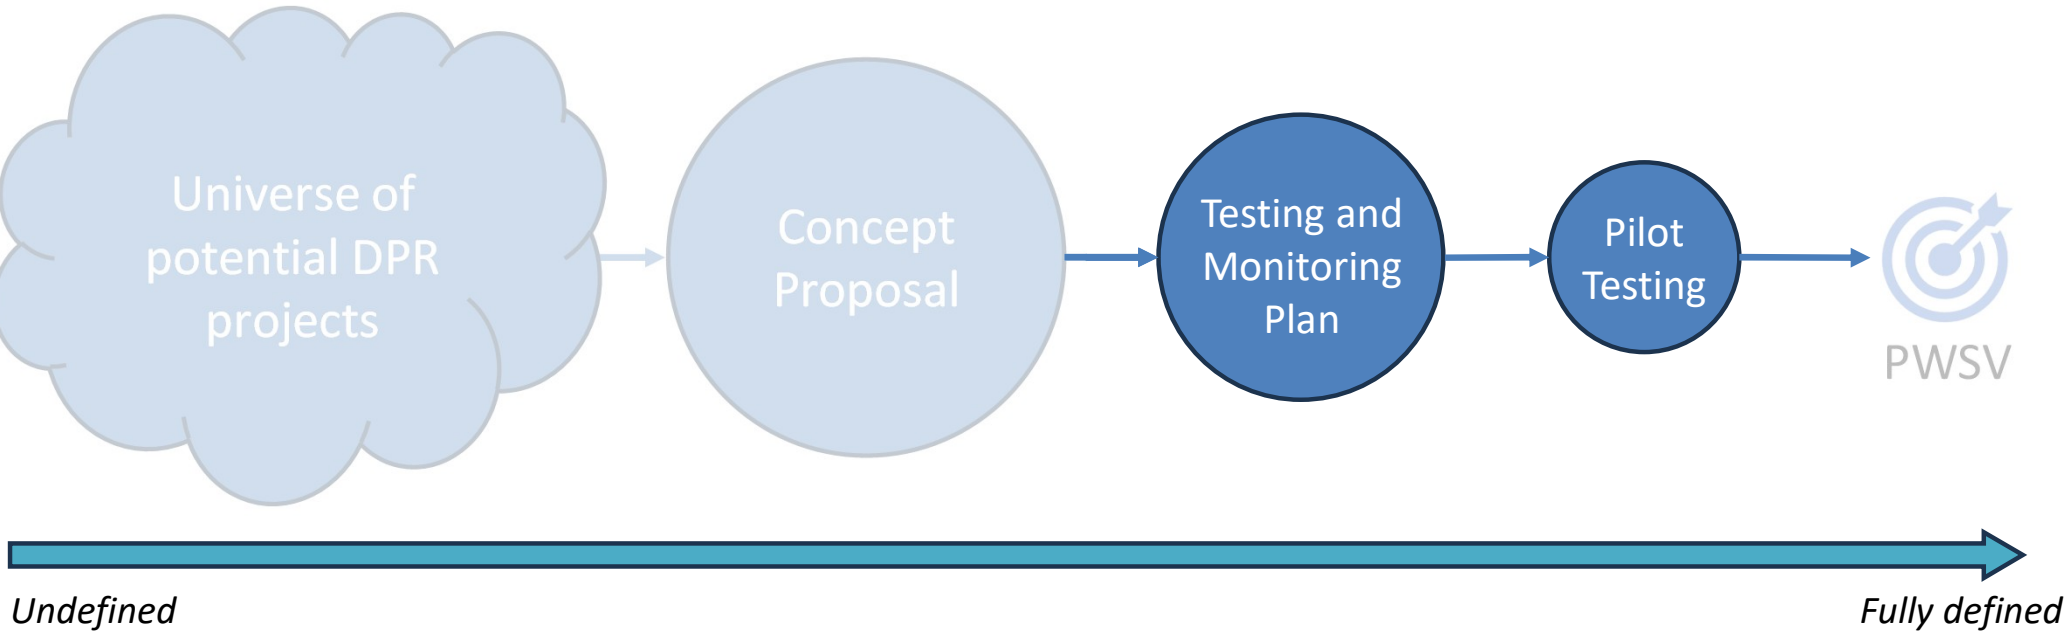 Universe of
potential DPR
projects
Concept
Proposal
Testing and
Monitoring
Plan
Pilot
Testing
PWSV
Undefined
Fully defined